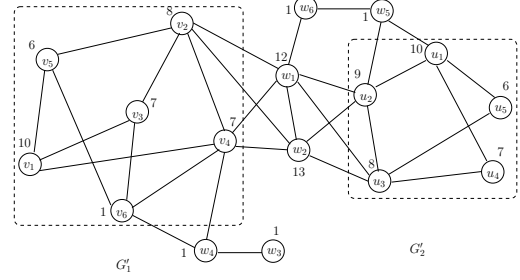 1 w₆ 1 w₅
8 v₂
6 v₅ 12 w₁ 10 u₁
9 u₂ 6 u₅
v₃ 7
7 v₄
10 v₁ w₂ 13 8 u₃ 7 u₄
1 v₆
1 w₄ 1 w₃
G′₁ G′₂